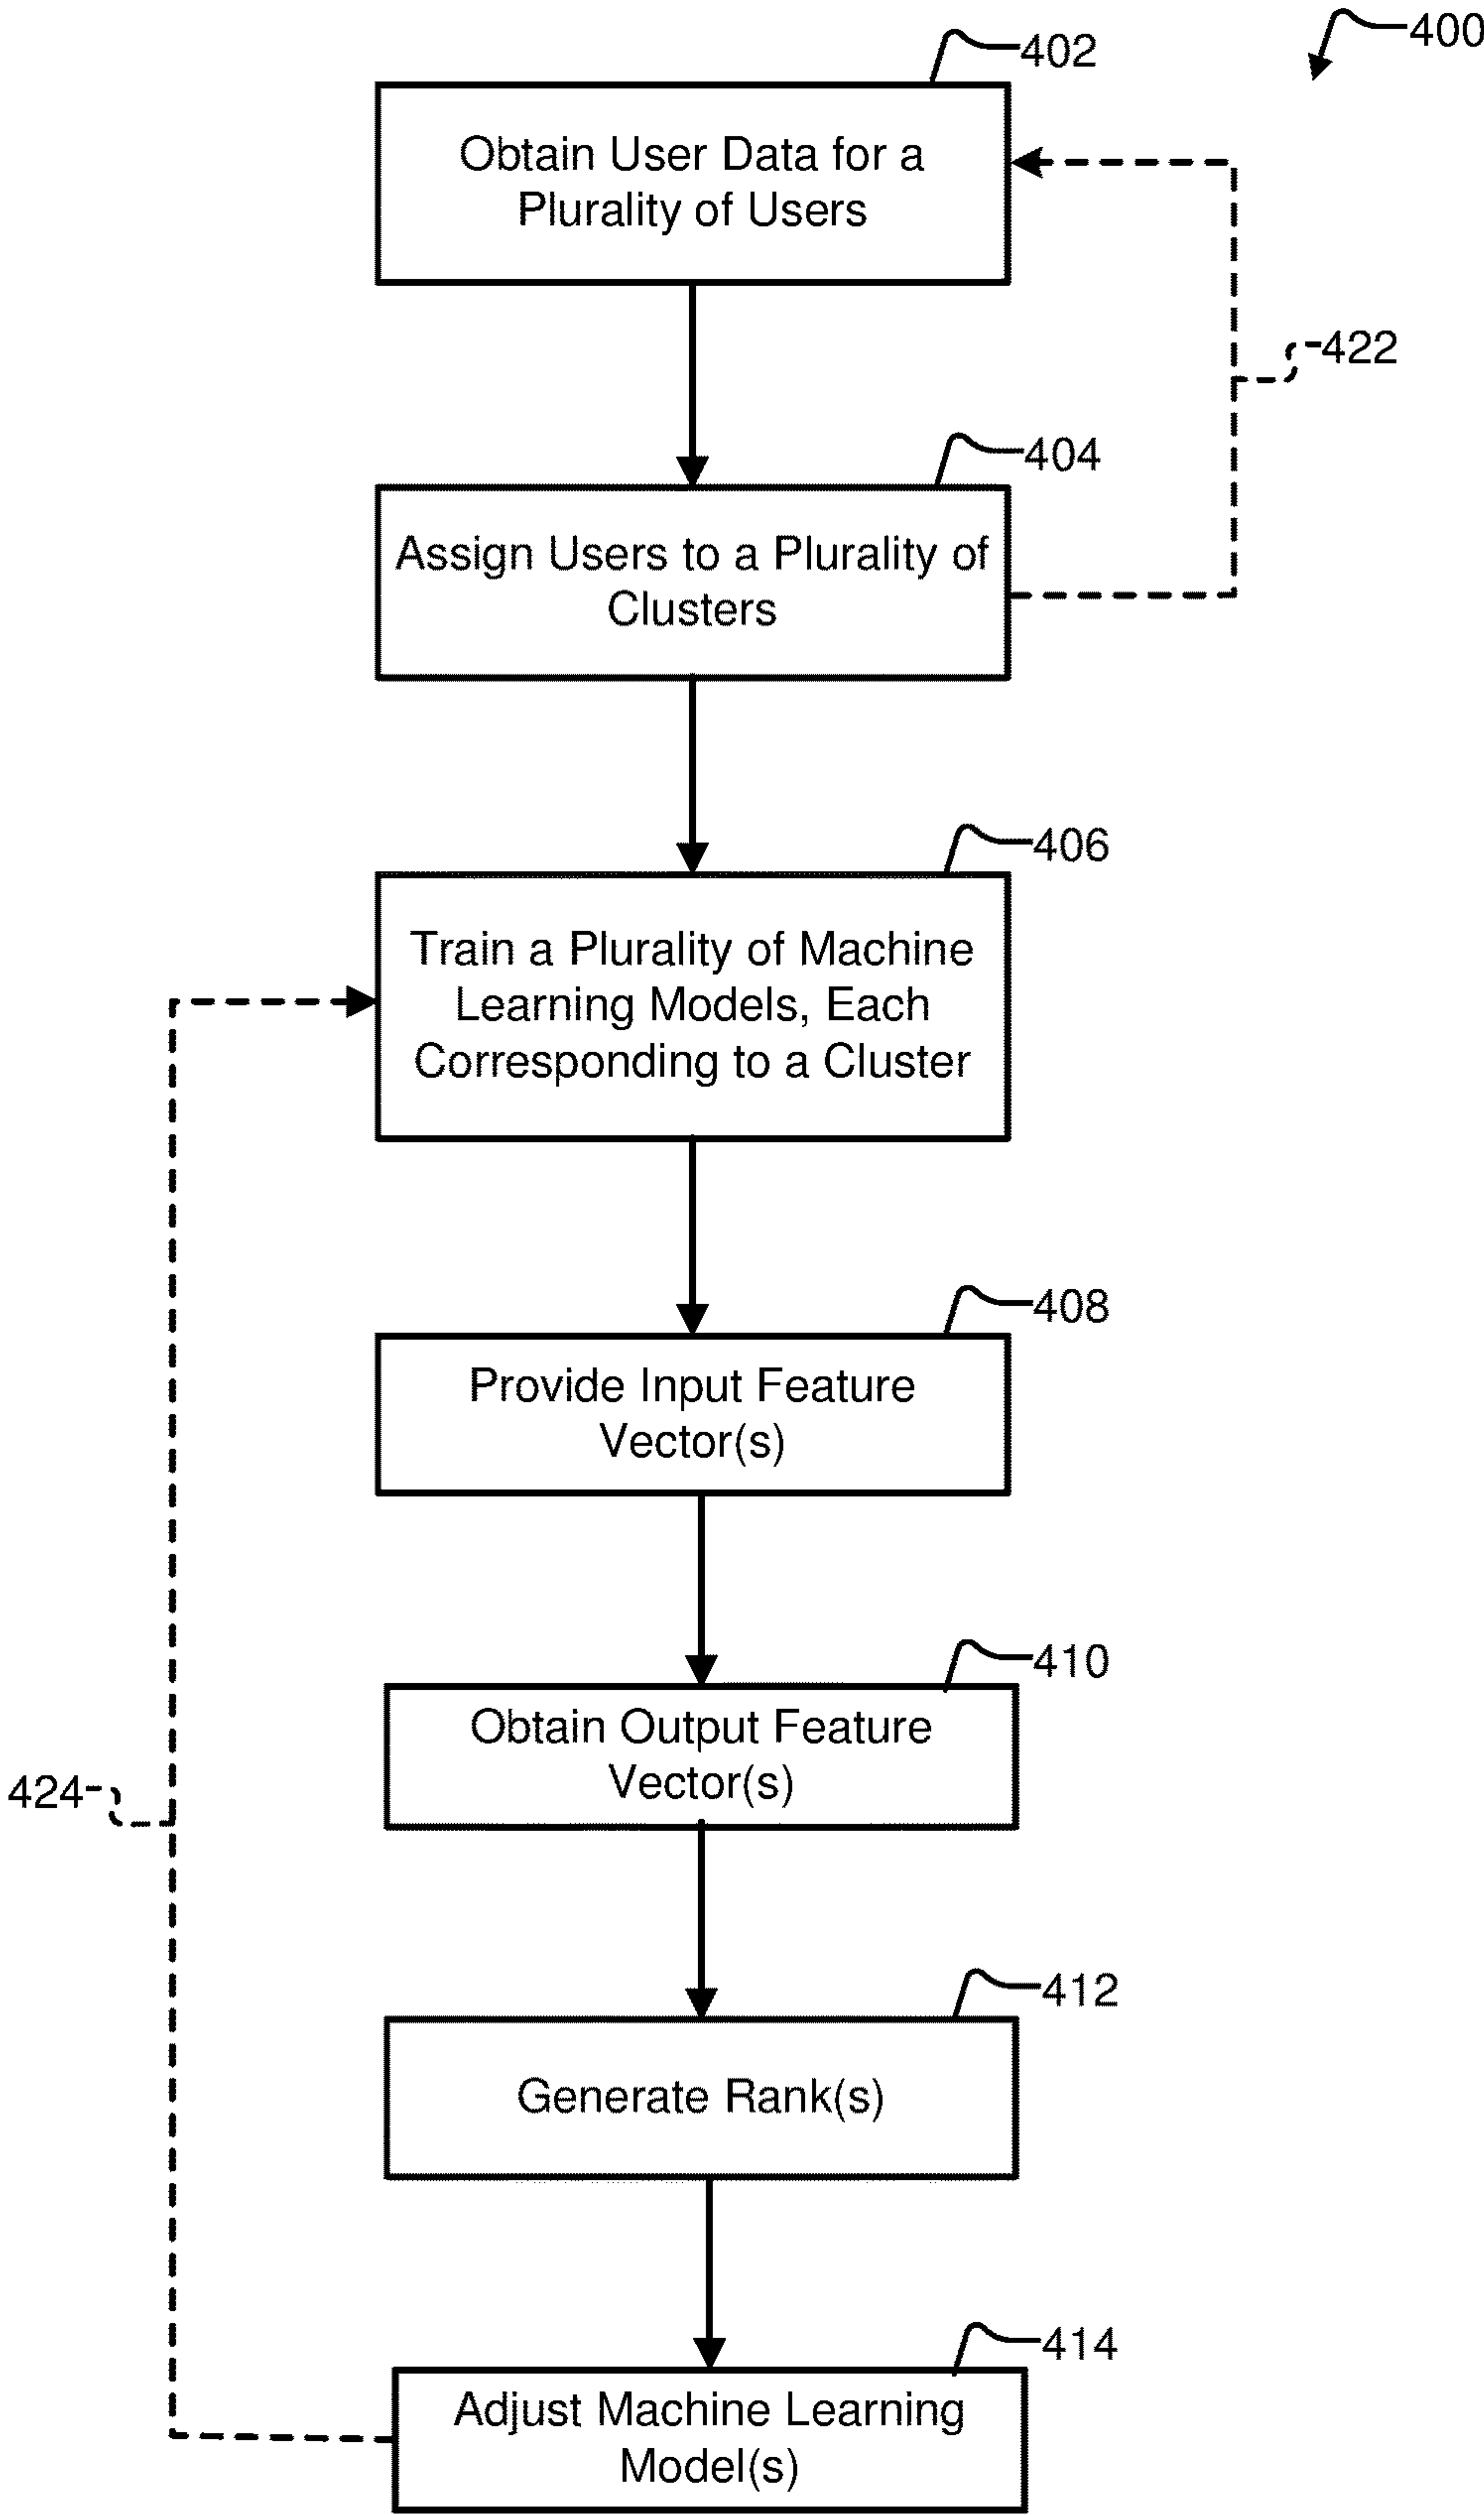 400
402
Obtain User Data for a
Plurality of Users
422
404
Assign Users to a Plurality of
Clusters
406
Train a Plurality of Machine
Learning Models, Each
Corresponding to a Cluster
408
Provide Input Feature
Vector(s)
410
Obtain Output Feature
Vector(s)
424
412
Generate Rank(s)
414
Adjust Machine Learning
Model(s)